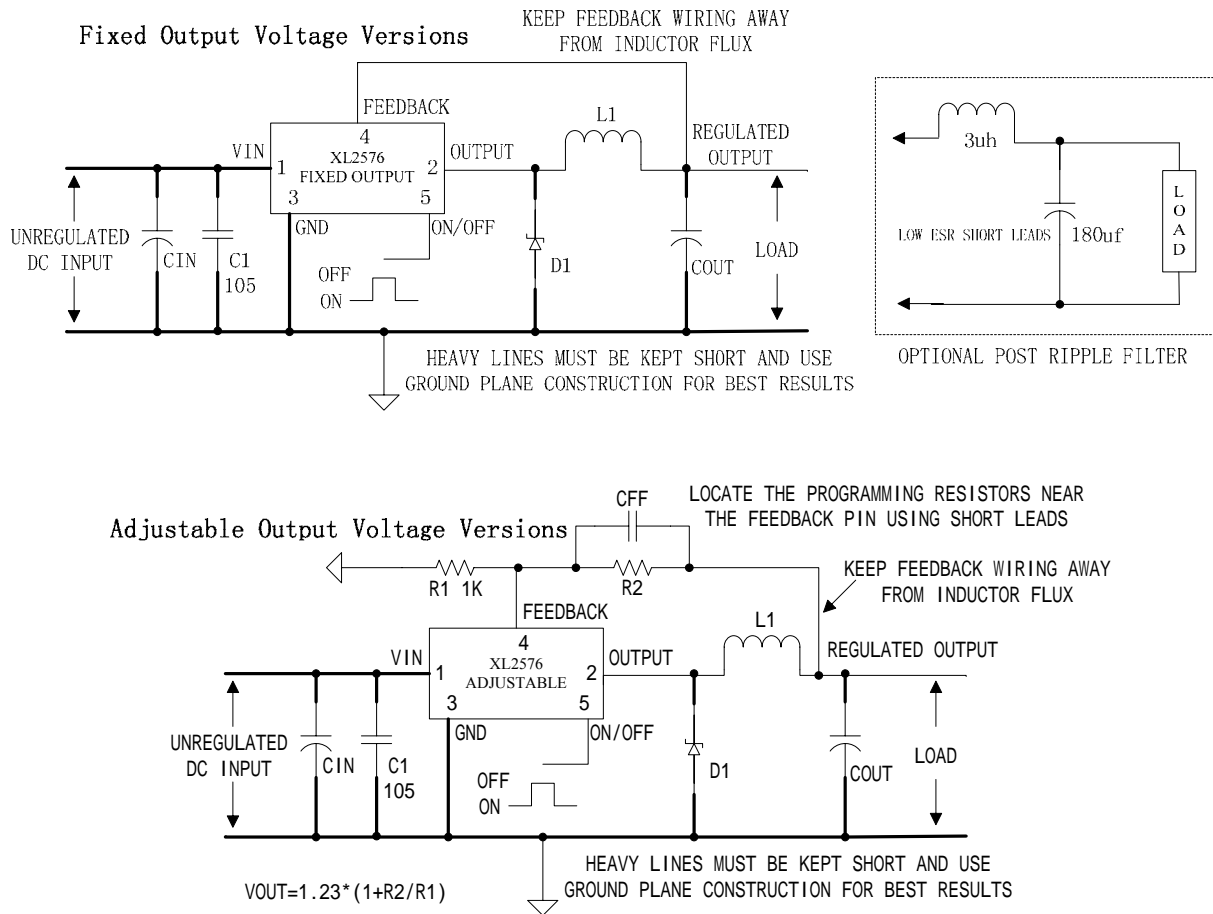 Fixed Output Voltage Versions
KEEP FEEDBACK WIRING AWAY
FROM INDUCTOR FLUX
FEEDBACK
4
L1
REGULATED
OUTPUT
VIN
1
XL2576
FIXED OUTPUT
2
OUTPUT
3
5
GND
ON/OFF
UNREGULATED
DC INPUT
CIN
C1
105
OFF
ON
D1
COUT
LOAD
HEAVY LINES MUST BE KEPT SHORT AND USE
GROUND PLANE CONSTRUCTION FOR BEST RESULTS
3uh
LOW ESR SHORT LEADS
180uf
LOAD
OPTIONAL POST RIPPLE FILTER
Adjustable Output Voltage Versions
CFF
LOCATE THE PROGRAMMING RESISTORS NEAR
THE FEEDBACK PIN USING SHORT LEADS
R1 1K
R2
KEEP FEEDBACK WIRING AWAY
FROM INDUCTOR FLUX
FEEDBACK
4
L1
REGULATED OUTPUT
VIN
1
XL2576
ADJUSTABLE
2
OUTPUT
3
5
GND
ON/OFF
UNREGULATED
DC INPUT
CIN
C1
105
OFF
ON
D1
COUT
LOAD
HEAVY LINES MUST BE KEPT SHORT AND USE
GROUND PLANE CONSTRUCTION FOR BEST RESULTS
VOUT=1.23*(1+R2/R1)